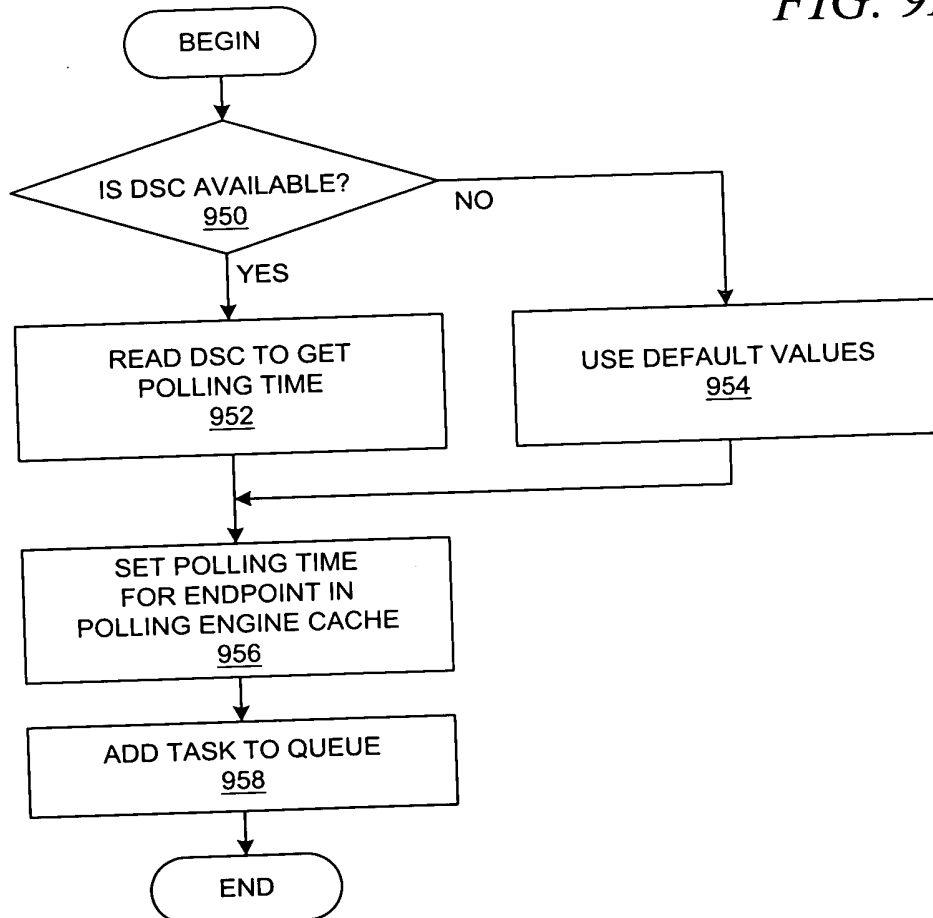 FIG. 9
BEGIN
IS DSC AVAILABLE?
950
NO
YES
READ DSC TO GET
POLLING TIME
952
USE DEFAULT VALUES
954
SET POLLING TIME
FOR ENDPOINT IN
POLLING ENGINE CACHE
956
ADD TASK TO QUEUE
958
END